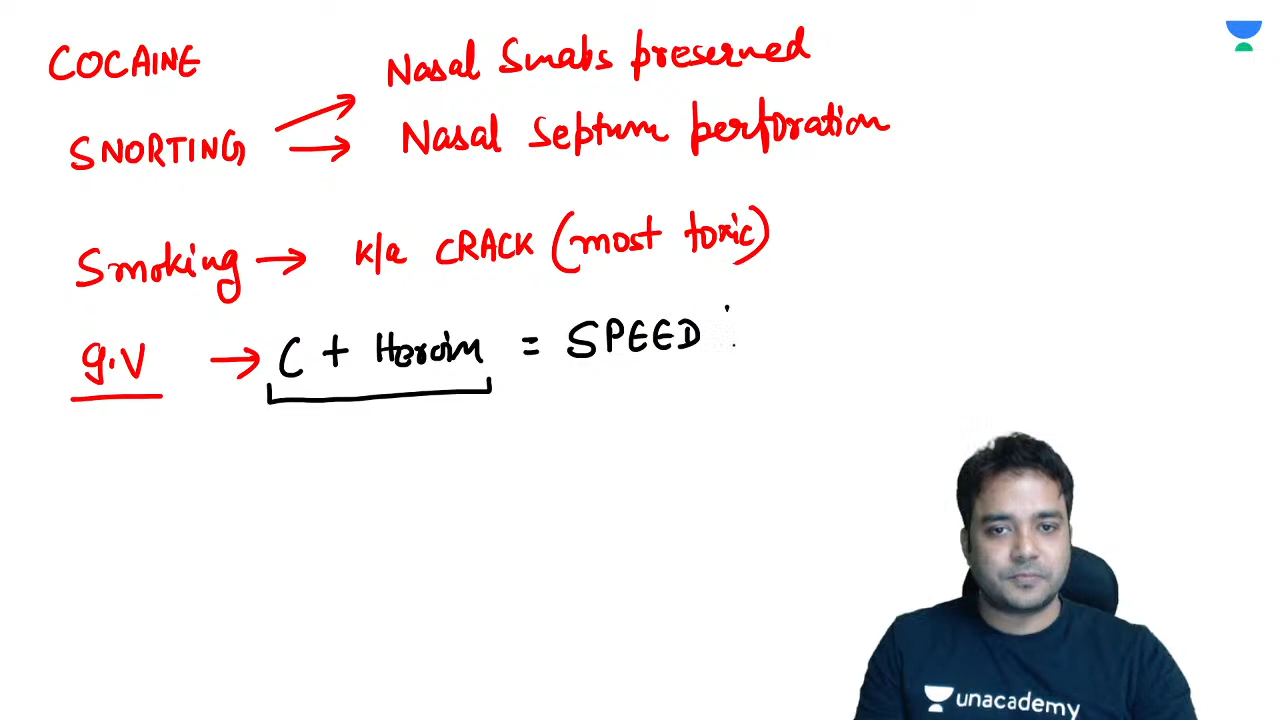 COCAINE
Nasal Swabs preserved
SNORTING
Nasal Septum perforation
Smoking → k/a CRACK (most toxic)
I.V → C + Heroin = SPEED
unacademy